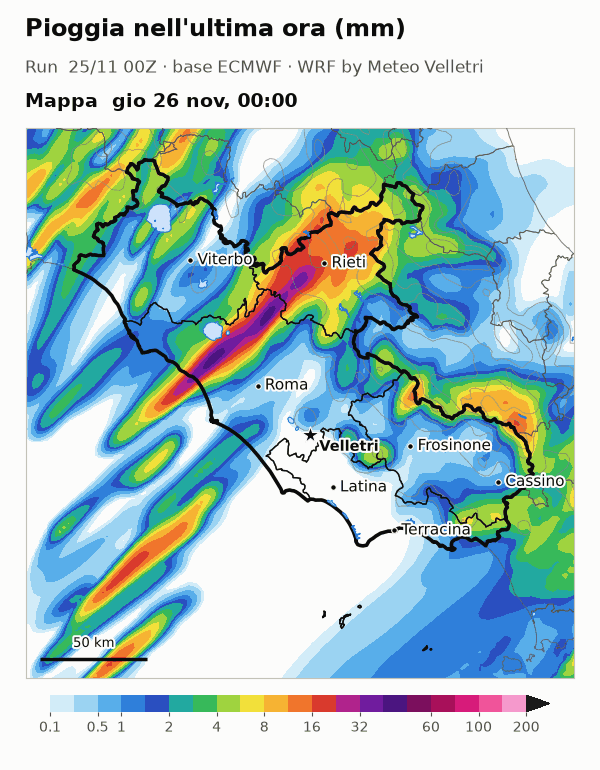 Pioggia nell'ultima ora (mm)
Run  25/11 00Z · base ECMWF · WRF by Meteo Velletri
Mappa  gio 26 nov, 00:00
Viterbo
Rieti
Roma
Velletri
Frosinone
Latina
Cassino
Terracina
50 km
0.1 0.5 1 2 4 8 16 32 60 100 200